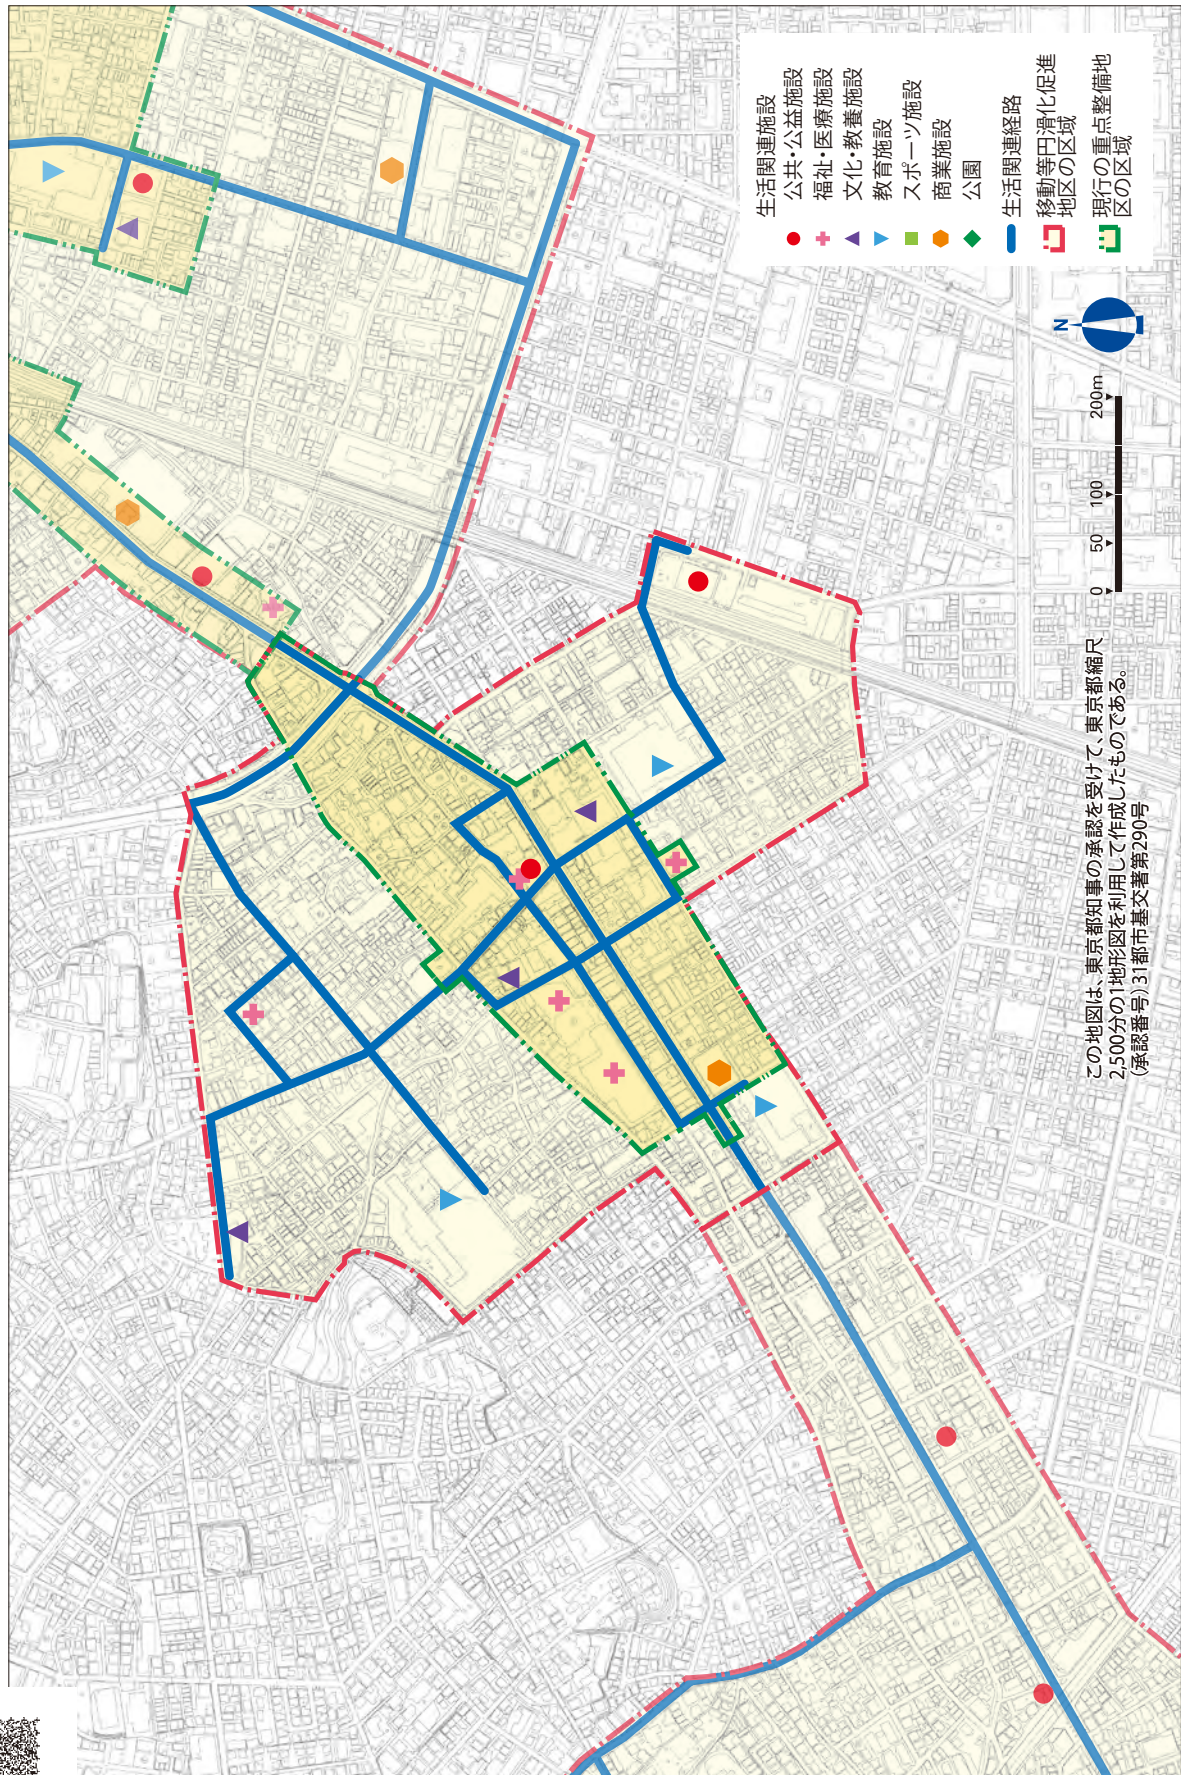 生活関連施設
公共・公益施設
福祉・医療施設
文化・教養施設
教育施設
スポーツ施設
商業施設
公園
生活関連経路
移動等円滑化促進
地区の区域
現行の重点整備地
区の区域
N
0 50 100 200m
この地図は、東京都知事の承認を受けて、東京都縮尺
2,500分の1地形図を利用して作成したものである。
(承認番号)31都市基交著第290号